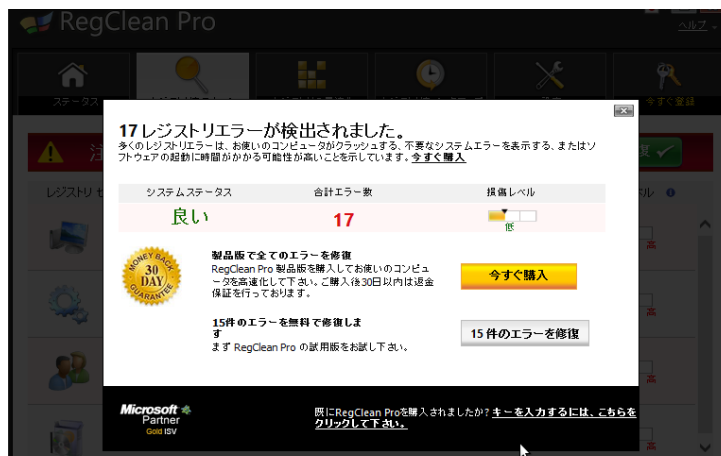 RegClean Pro
ヘルプ
ステータス
今すぐ登録
17レジストリエラーが検出されました。
多くのレジストリエラーは、お使いのコンピュータがクラッシュする、不要なシステムエラーを表示する、またはソ
フトウェアの起動に時間がかかる可能性が高いことを示しています。今すぐ購入
復
レジストリ
システムステータス
合計エラー数
損傷レベル
ル
良い
17
低
高
MONEY BACK
30
DAY
GUARANTEE
製品版で全てのエラーを修復
RegClean Pro 製品版を購入してお使いのコンピュ
ータを高速化して下さい。ご購入後30日以内は返金
保証を行っております。
今すぐ購入
高
15件のエラーを無料で修復しま
す
まず RegClean Pro の試用版をお試し下さい。
15件のエラーを修復
高
Microsoft
Partner
Gold ISV
既にRegClean Proを購入されましたか? キーを入力するには、こちらを
クリックして下さい。
高